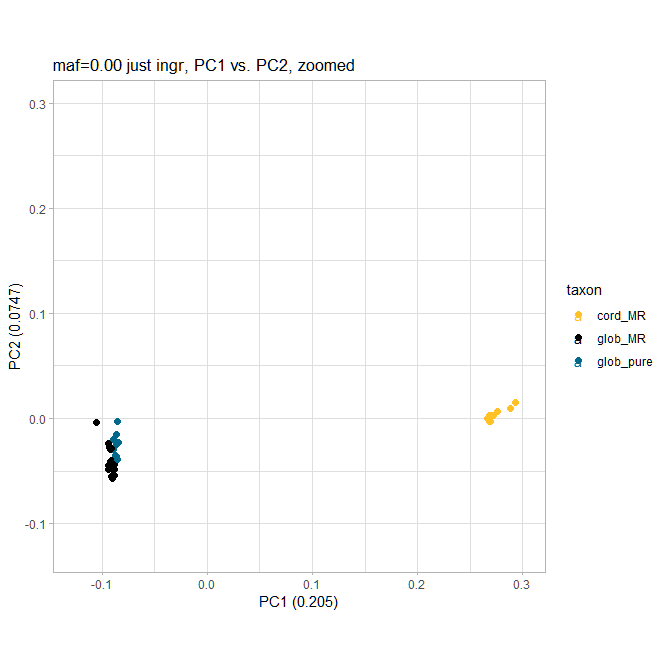 maf=0.00 just ingr, PC1 vs. PC2, zoomed
0.3
0.2
0.1
0.0
-0.1
PC2 (0.0747)
-0.1
0.0
0.1
0.2
0.3
PC1 (0.205)
taxon
a cord_MR
a glob_MR
a glob_pure